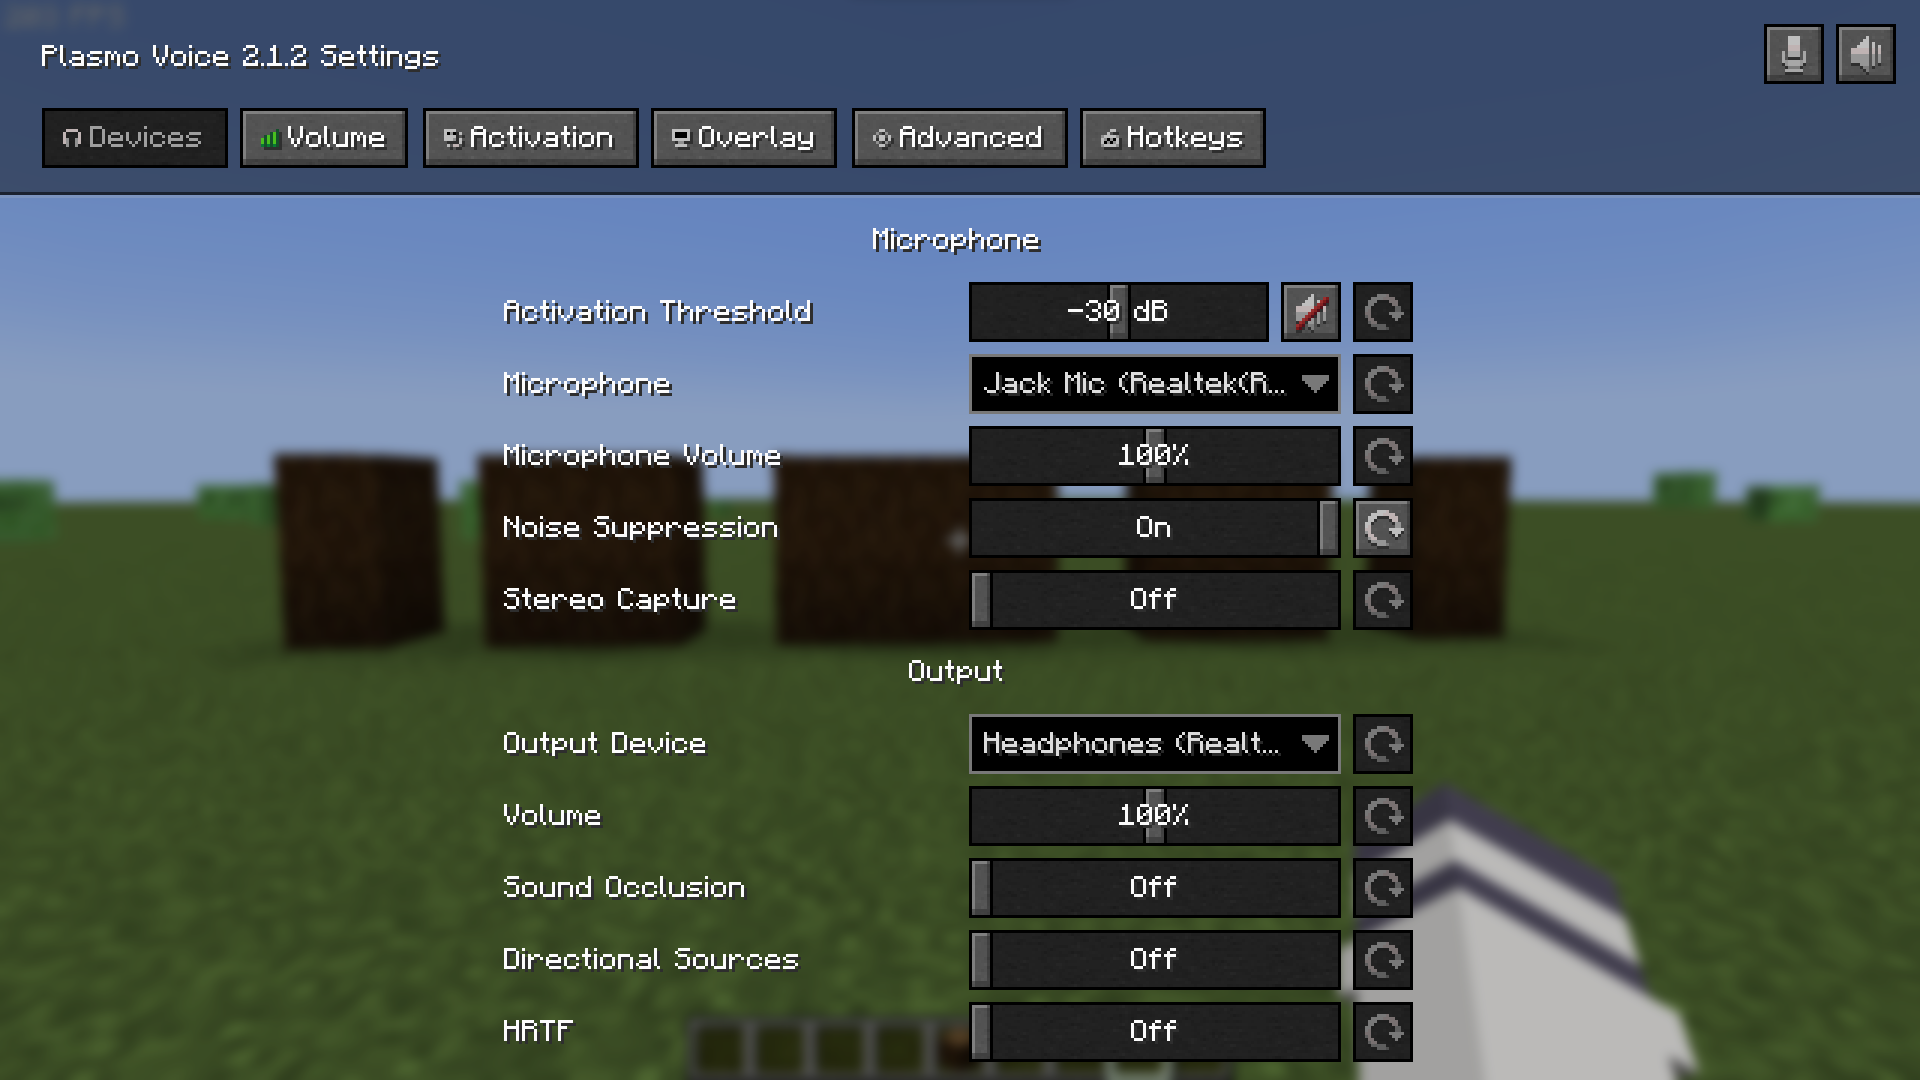 Plasmo Voice 2.1.2 Settings
Devices
Volume
Activation
Overlay
Advanced
Hotkeys
Microphone
Activation Threshold
-30 dB
Microphone
Jack Mic (Realtek(R...
Microphone Volume
100%
Noise Suppression
On
Stereo Capture
Off
Output
Output Device
Headphones (Realt...
Volume
100%
Sound Occlusion
Off
Directional Sources
Off
HRTF
Off